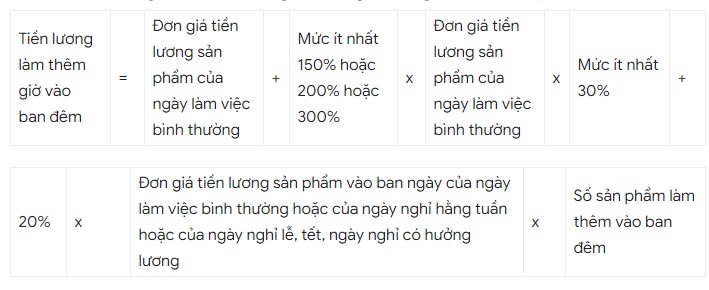 Tiền lương
làm thêm
giờ vào
ban đêm
=
Đơn giá tiền
lương sản
phẩm của
ngày làm việc
bình thường
+
Mức ít nhất
150% hoặc
200% hoặc
300%
x
Đơn giá tiền
lương sản
phẩm của
ngày làm việc
bình thường
x
Mức ít nhất
30%
+
20%
x
Đơn giá tiền lương sản phẩm vào ban ngày của ngày
làm việc bình thường hoặc của ngày nghỉ hằng tuần
hoặc của ngày nghỉ lễ, tết, ngày nghỉ có hưởng
lương
x
Số sản phẩm làm
thêm vào ban
đêm